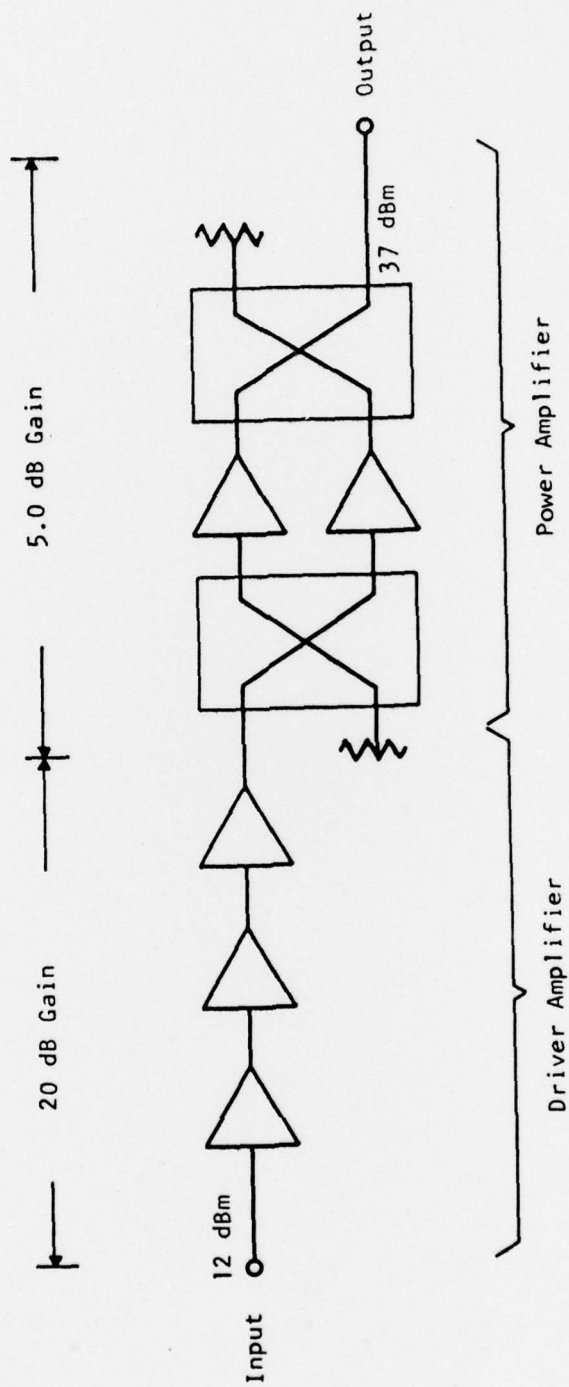 20 dB Gain
5.0 dB Gain
Input
12 dBm
37 dBm
Output
Driver Amplifier
Power Amplifier